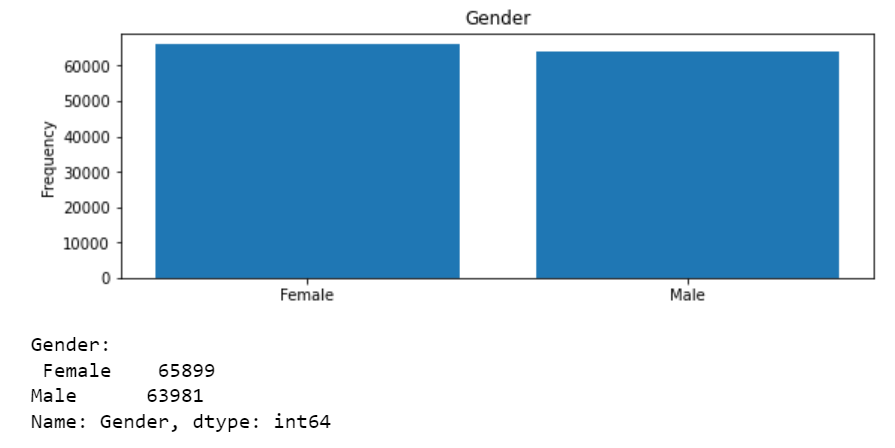 Gender
60000
50000
40000
30000
20000
10000
0
Frequency
Female Male
Gender:
Female 65899
Male 63981
Name: Gender, dtype: int64